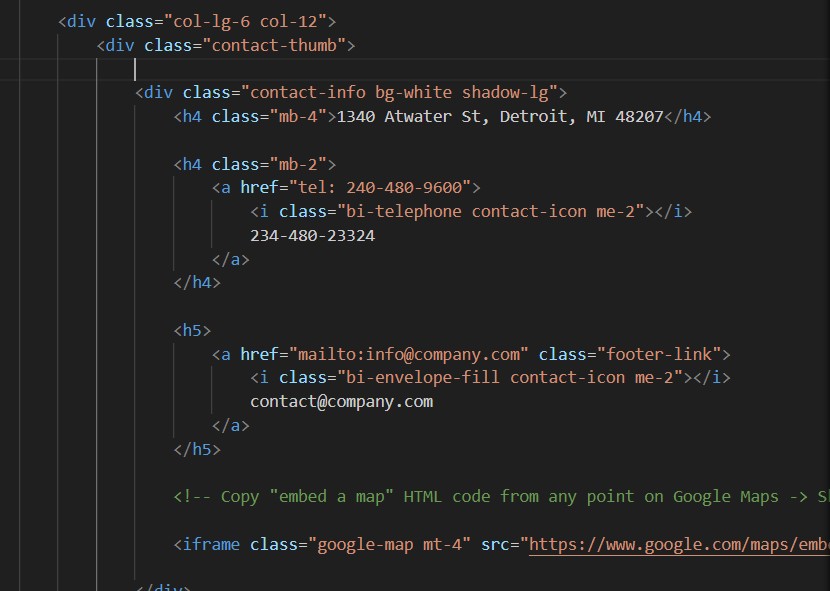 <div class="col-lg-6 col-12">
<div class="contact-thumb">
<div class="contact-info bg-white shadow-lg">
<h4 class="mb-4">1340 Atwater St, Detroit, MI 48207</h4>
<h4 class="mb-2">
<a href="tel: 240-480-9600">
<i class="bi-telephone contact-icon me-2"></i>
234-480-23324
</a>
</h4>
<h5>
<a href="mailto:info@company.com" class="footer-link">
<i class="bi-envelope-fill contact-icon me-2"></i>
contact@company.com
</a>
</h5>
<!-- Copy "embed a map" HTML code from any point on Google Maps ->
<iframe class="google-map mt-4" src="https://www.google.com/maps/emb
</div>